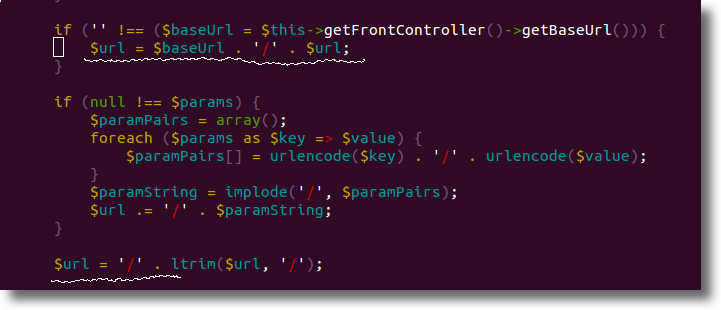 if ('' !== ($baseUrl = $this->getFrontController()->getBaseUrl())) {
$url = $baseUrl . '/' . $url;
}
if (null !== $params) {
$paramPairs = array();
foreach ($params as $key => $value) {
$paramPairs[] = urlencode($key) . '/' . urlencode($value);
}
$paramString = implode('/', $paramPairs);
$url .= '/' . $paramString;
}
$url = '/' . ltrim($url, '/');